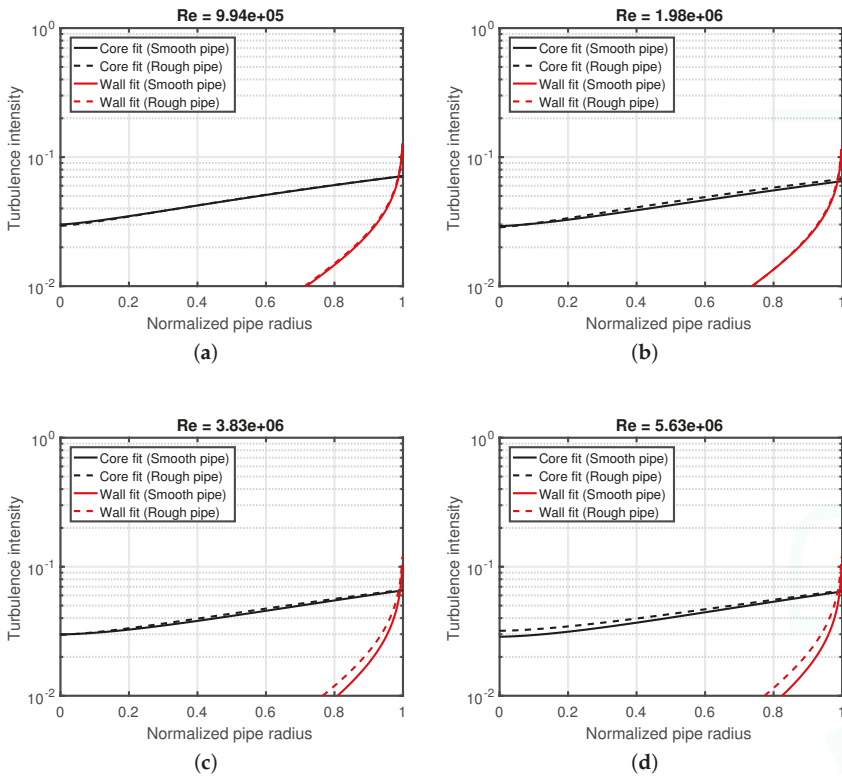 Re = 9.94e+05
10^0
Core fit (Smooth pipe)
Core fit (Rough pipe)
Wall fit (Smooth pipe)
Wall fit (Rough pipe)
Turbulence intensity
10^-1
10^-2
0 0.2 0.4 0.6 0.8 1
Normalized pipe radius
(a)
Re = 1.98e+06
10^0
Core fit (Smooth pipe)
Core fit (Rough pipe)
Wall fit (Smooth pipe)
Wall fit (Rough pipe)
Turbulence intensity
10^-1
10^-2
0 0.2 0.4 0.6 0.8 1
Normalized pipe radius
(b)
Re = 3.83e+06
10^0
Core fit (Smooth pipe)
Core fit (Rough pipe)
Wall fit (Smooth pipe)
Wall fit (Rough pipe)
Turbulence intensity
10^-1
10^-2
0 0.2 0.4 0.6 0.8 1
Normalized pipe radius
(c)
Re = 5.63e+06
10^0
Core fit (Smooth pipe)
Core fit (Rough pipe)
Wall fit (Smooth pipe)
Wall fit (Rough pipe)
Turbulence intensity
10^-1
10^-2
0 0.2 0.4 0.6 0.8 1
Normalized pipe radius
(d)